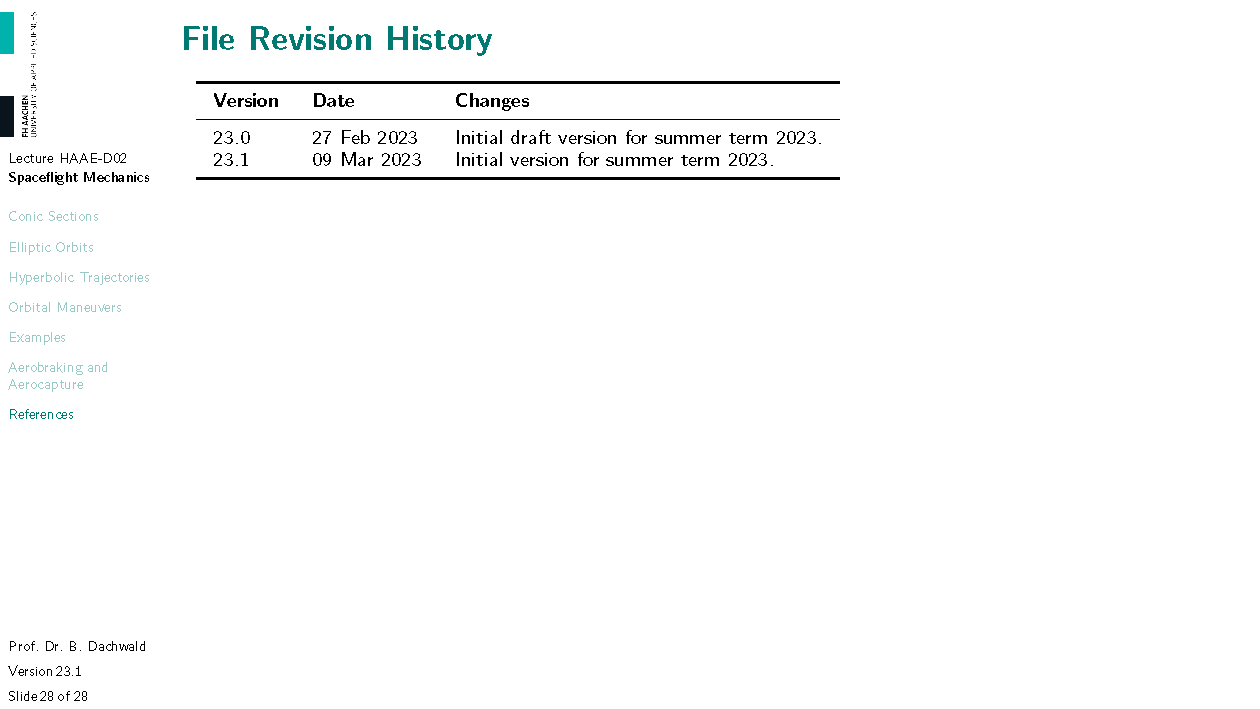 FH AACHEN
UNIVERSITY OF APPLIED SCIENCES
Lecture HAAE-D02
Spaceflight Mechanics
Conic Sections
Elliptic Orbits
Hyperbolic Trajectories
Orbital Maneuvers
Examples
Aerobraking and
Aerocapture
References
Prof. Dr. B. Dachwald
Version 23.1
Slide 28 of 28
File Revision History
Version Date Changes
23.0 27 Feb 2023 Initial draft version for summer term 2023.
23.1 09 Mar 2023 Initial version for summer term 2023.